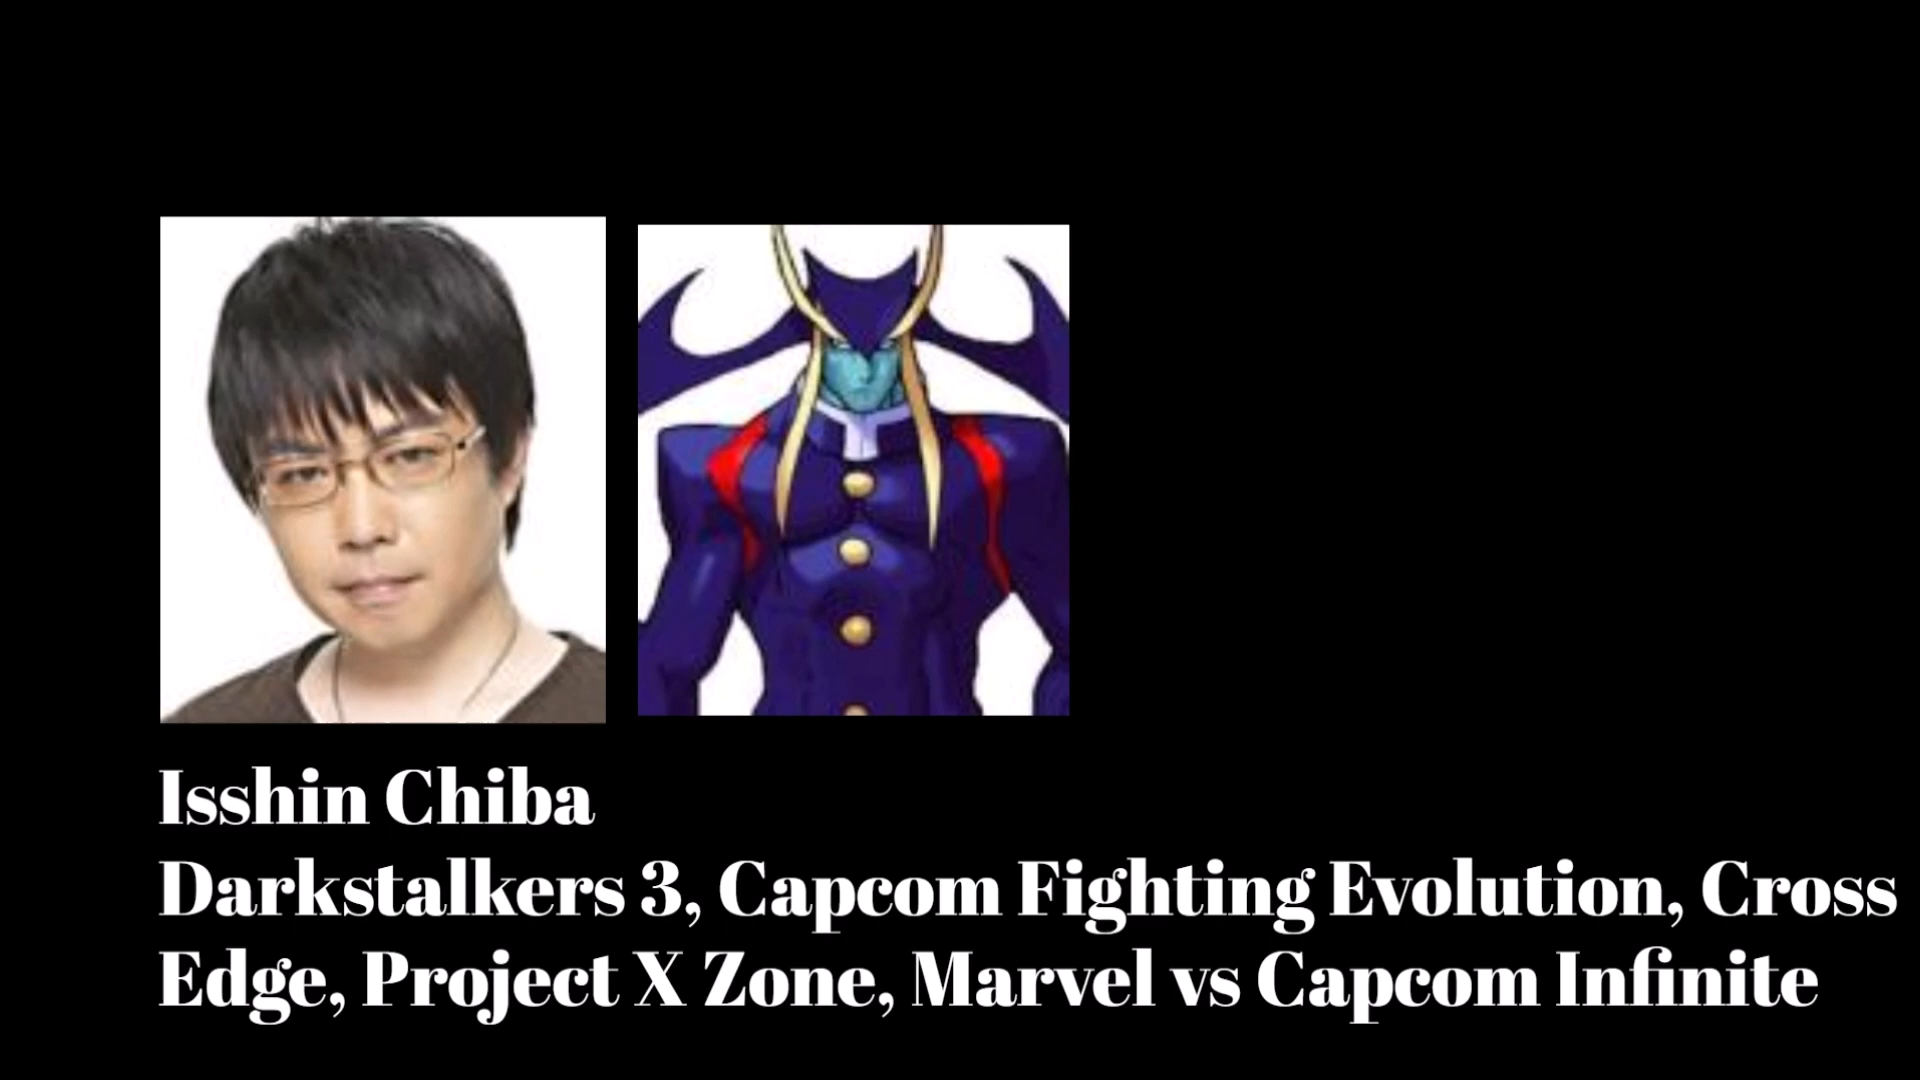 Isshin Chiba
Darkstalkers 3, Capcom Fighting Evolution, Cross
Edge, Project X Zone, Marvel vs Capcom Infinite